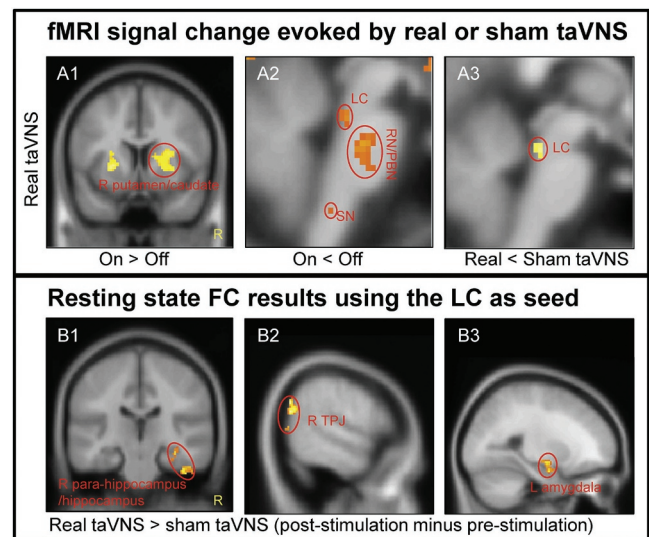 fMRI signal change evoked by real or sham taVNS
Real taVNS
A1
R putamen/caudate
R
On > Off
A2
LC
RN/PBN
SN
On < Off
A3
LC
Real < Sham taVNS
Resting state FC results using the LC as seed
B1
R para-hippocampus
/hippocampus
R
B2
R TPJ
B3
L amygdala
Real taVNS > sham taVNS (post-stimulation minus pre-stimulation)